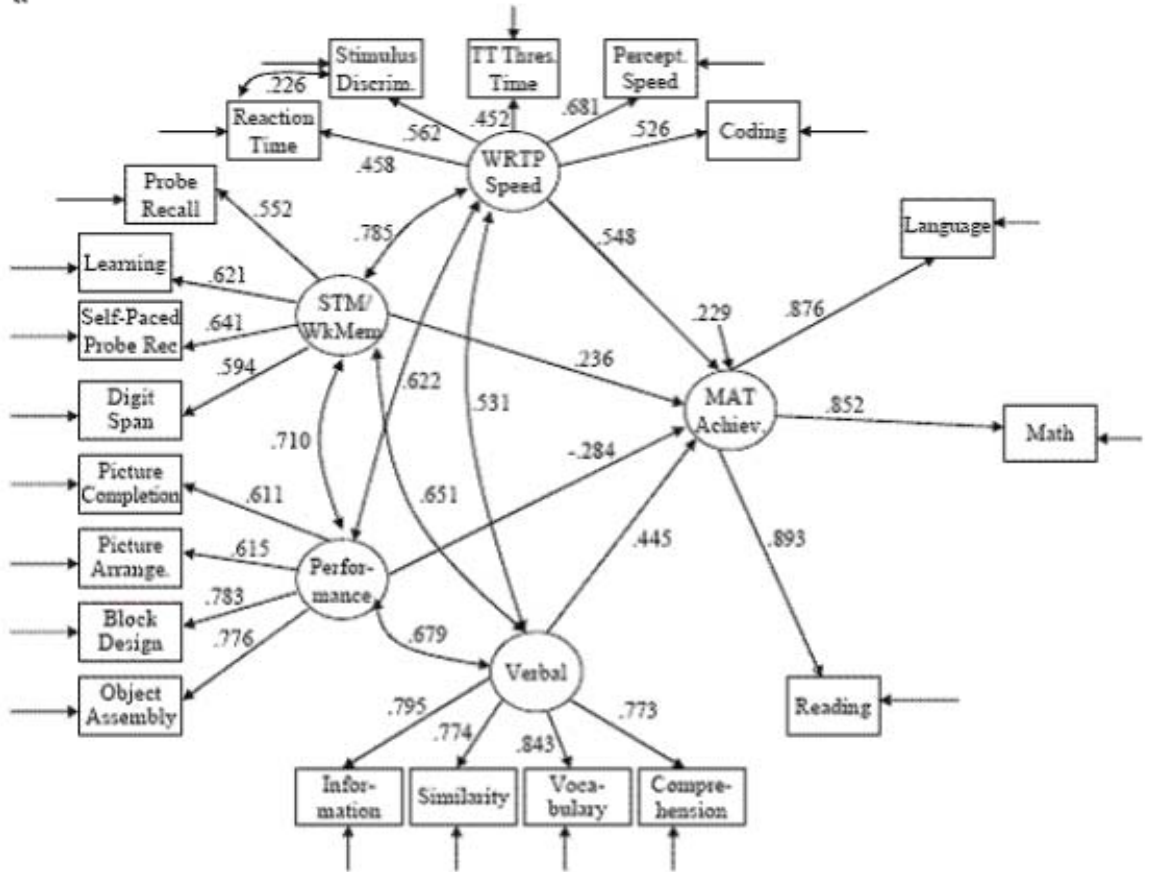 Stimulus
Discrim.
TT Thres.
Time
Percept.
Speed
.226
Reaction
Time
.562
.452
.681
.526
Coding
.458
WRTP
Speed
Probe
Recall
.552
.785
.548
Language
Learning
.621
STM/
WkMem
Self-Paced
Probe Rec
.641
.594
.229
.876
.236
.622
.531
MAT
Achiev.
.852
Math
Digit
Span
.710
-.284
Picture
Completion
.611
.651
.445
.893
Picture
Arrange.
.615
Perfor-
mance
.783
Block
Design
.776
.679
Verbal
Object
Assembly
Reading
.795
.774
.843
.773
Infor-
mation
Similarity
Voca-
bulary
Compre-
hension